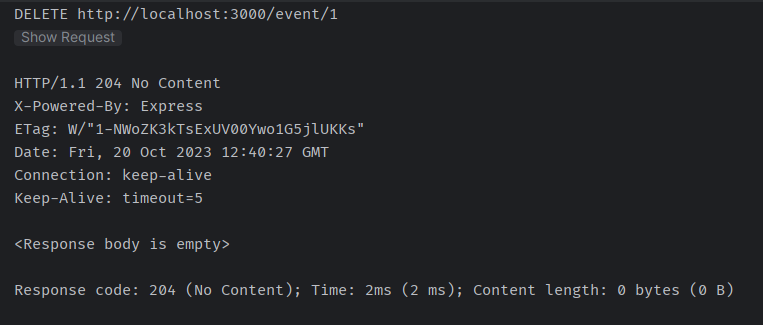 DELETE http://localhost:3000/event/1
Show Request
HTTP/1.1 204 No Content
X-Powered-By: Express
ETag: W/"1-NWoZK3kTsExUV00Ywo1G5jlUKKs"
Date: Fri, 20 Oct 2023 12:40:27 GMT
Connection: keep-alive
Keep-Alive: timeout=5
<Response body is empty>
Response code: 204 (No Content); Time: 2ms (2 ms); Content length: 0 bytes (0 B)